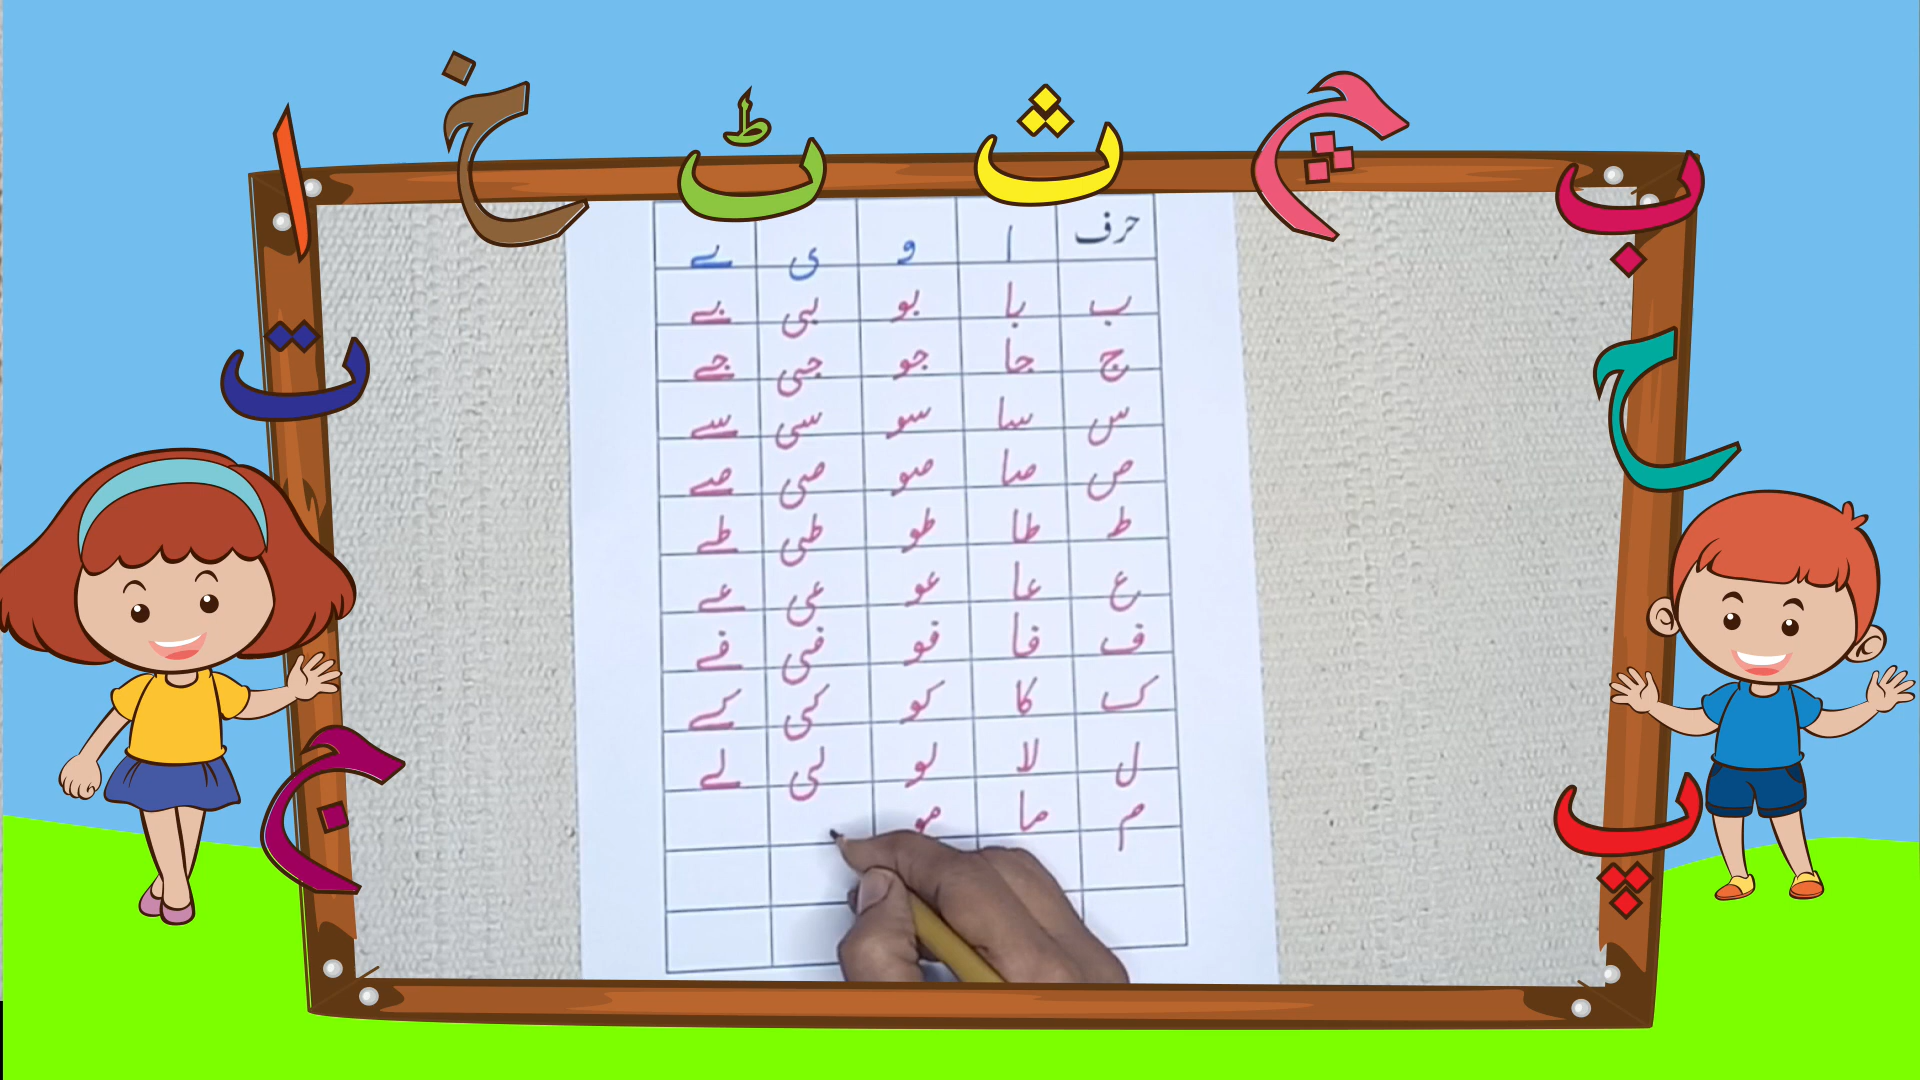 خ ٹ ث چ
ا ب
ت ح
ج پ
حرف ا و ی ے
ب با بو بی بے
ج جا جو جی جے
س سا سو سی سے
ص صا صو صی صے
ط طا طو طی طے
ع عا عو عی عے
ف فا فو فی فے
ک کا کو کی کے
ل لا لو لی لے
م ما مو